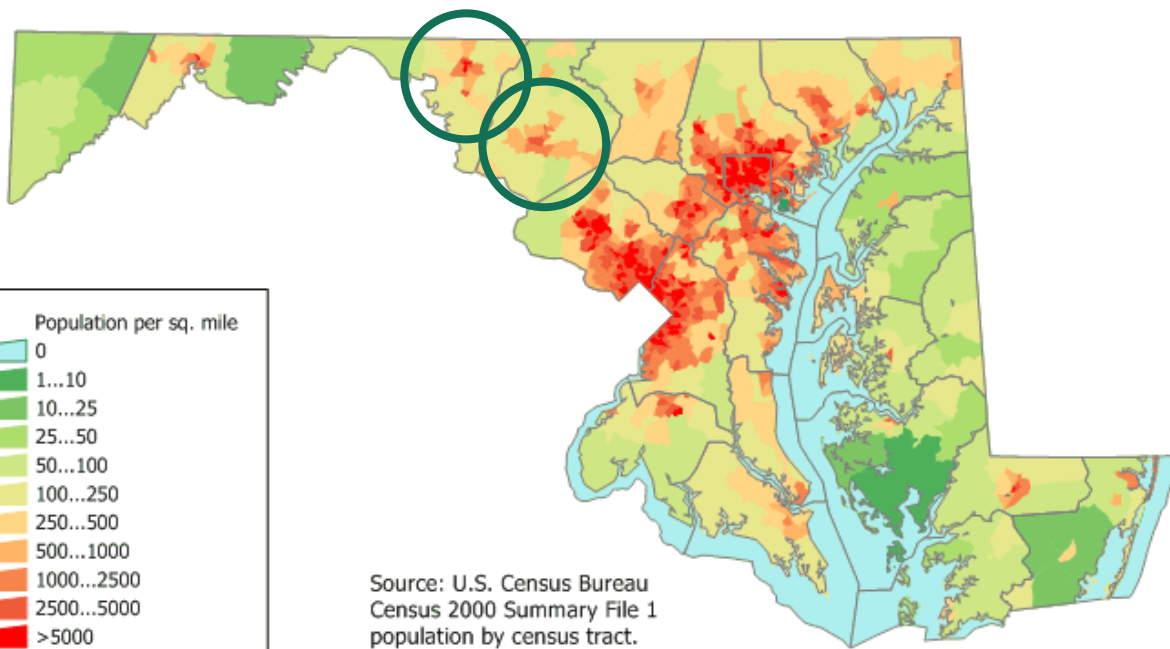 Population per sq. mile
0
1...10
10...25
25...50
50...100
100...250
250...500
500...1000
1000...2500
2500...5000
>5000
Source: U.S. Census Bureau
Census 2000 Summary File 1
population by census tract.